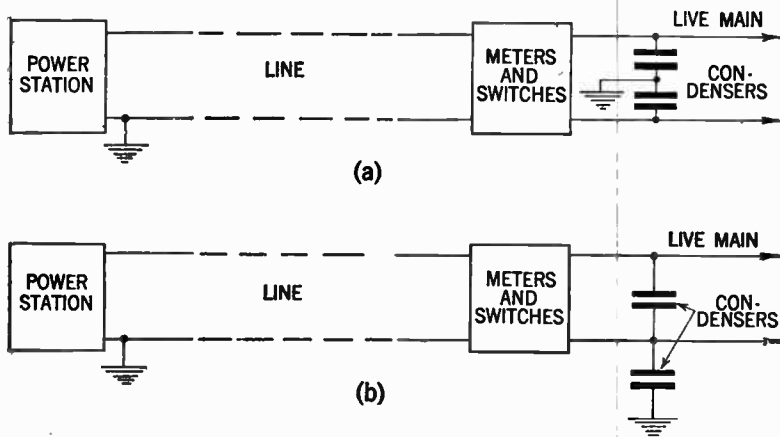 LIVE MAIN
POWER
STATION
LINE
METERS
AND
SWITCHES
CON-
DENSERS
(a)
LIVE MAIN
POWER
STATION
LINE
METERS
AND
SWITCHES
CON-
DENSERS
(b)